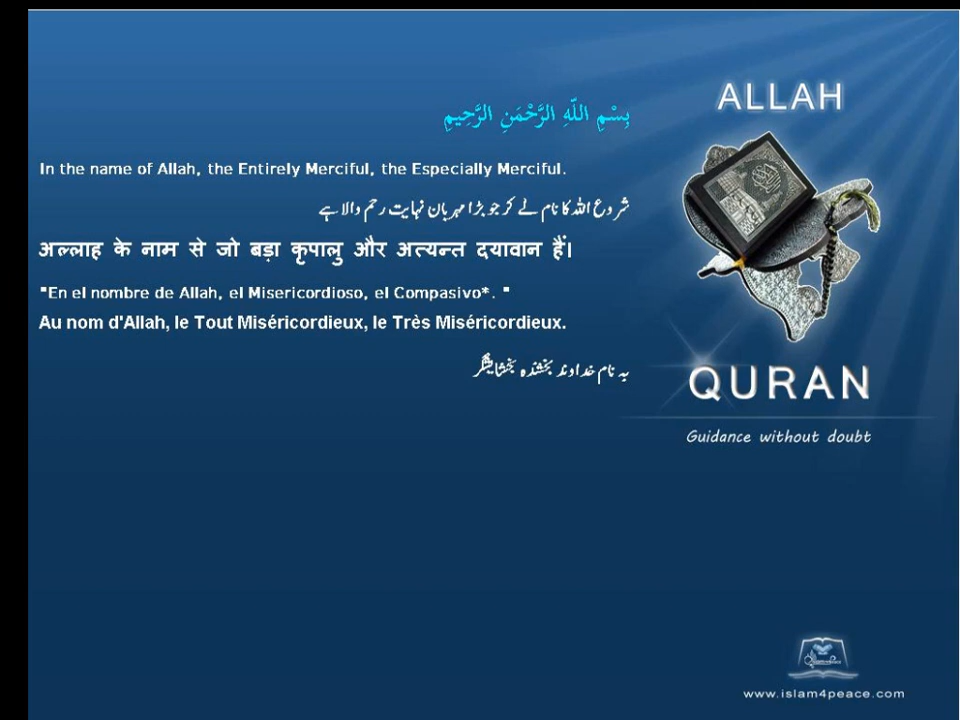 بِسْمِ اللّهِ الرَّحْمَنِ الرَّحِيمِ
In the name of Allah, the Entirely Merciful, the Especially Merciful.
شروع الله کا نام لے کر جو بڑا مہربان نہایت رحم والا ہے
अल्लाह के नाम से जो बड़ा कृपालु और अत्यन्त दयावान हैं।
"En el nombre de Allah, el Misericordioso, el Compasivo*. "
Au nom d'Allah, le Tout Miséricordieux, le Très Miséricordieux.
به نام خداوند بخشنده بخشایشگر
ALLAH
QURAN
Guidance without doubt
www.islam4peace.com